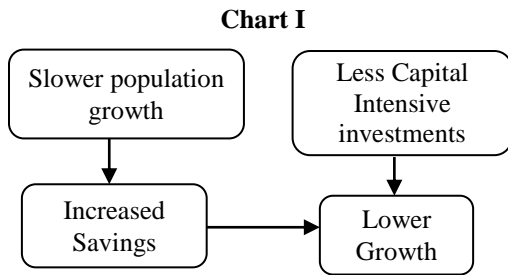 Chart I
Slower population
growth
Less Capital
Intensive
investments
Increased
Savings
Lower
Growth